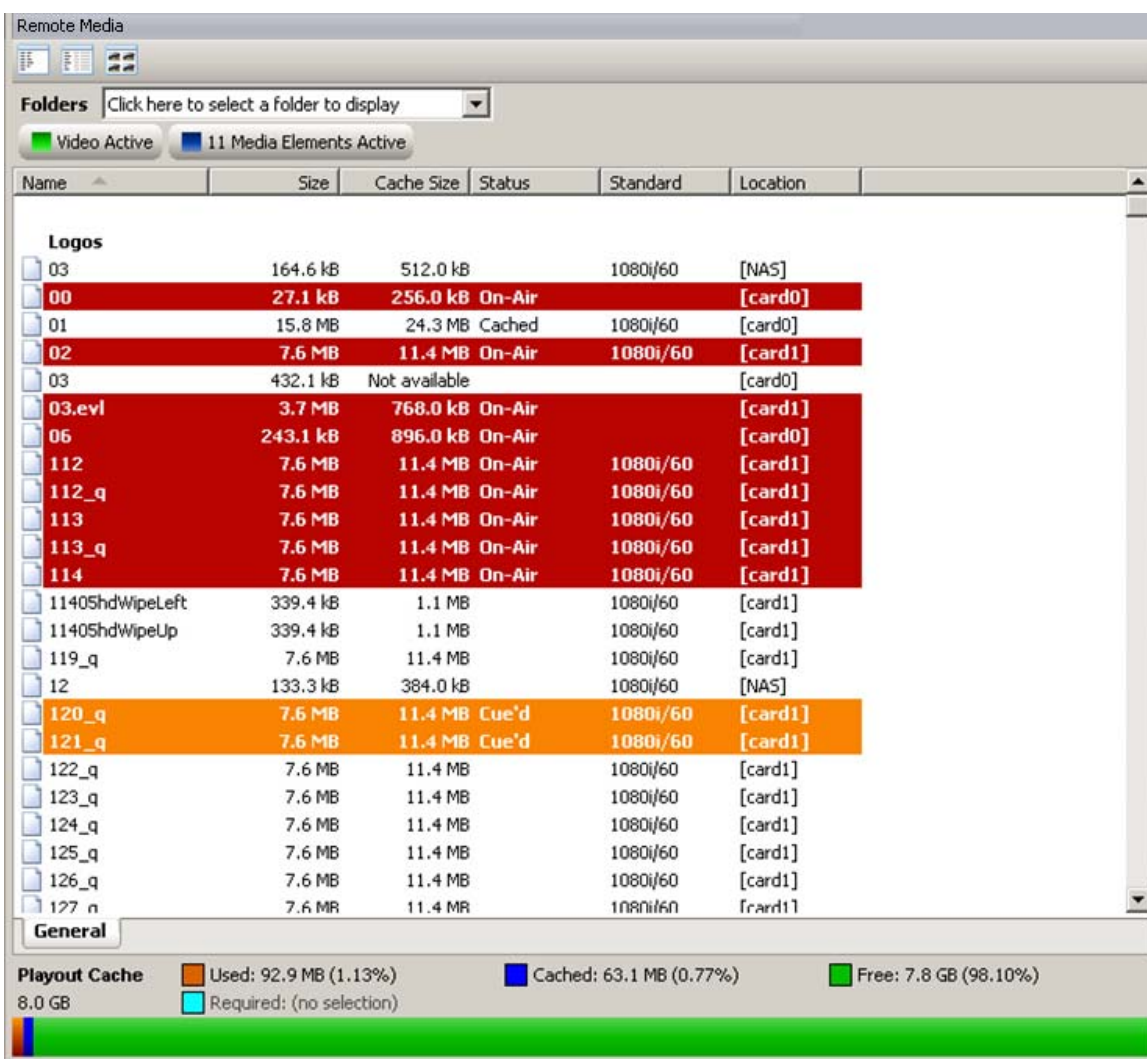 Remote Media
Folders Click here to select a folder to display
Video Active 11 Media Elements Active
Name Size Cache Size Status Standard Location
Logos
03 164.6 kB 512.0 kB 1080i/60 [NAS]
00 27.1 kB 256.0 kB On-Air [card0]
01 15.8 MB 24.3 MB Cached 1080i/60 [card0]
02 7.6 MB 11.4 MB On-Air 1080i/60 [card1]
03 432.1 kB Not available [card0]
03.evl 3.7 MB 768.0 kB On-Air [card1]
06 243.1 kB 896.0 kB On-Air [card0]
112 7.6 MB 11.4 MB On-Air 1080i/60 [card1]
112_q 7.6 MB 11.4 MB On-Air 1080i/60 [card1]
113 7.6 MB 11.4 MB On-Air 1080i/60 [card1]
113_q 7.6 MB 11.4 MB On-Air 1080i/60 [card1]
114 7.6 MB 11.4 MB On-Air 1080i/60 [card1]
11405hdWipeLeft 339.4 kB 1.1 MB 1080i/60 [card1]
11405hdWipeUp 339.4 kB 1.1 MB 1080i/60 [card1]
119_q 7.6 MB 11.4 MB 1080i/60 [card1]
12 133.3 kB 384.0 kB 1080i/60 [NAS]
120_q 7.6 MB 11.4 MB Cue'd 1080i/60 [card1]
121_q 7.6 MB 11.4 MB Cue'd 1080i/60 [card1]
122_q 7.6 MB 11.4 MB 1080i/60 [card1]
123_q 7.6 MB 11.4 MB 1080i/60 [card1]
124_q 7.6 MB 11.4 MB 1080i/60 [card1]
125_q 7.6 MB 11.4 MB 1080i/60 [card1]
126_q 7.6 MB 11.4 MB 1080i/60 [card1]
127_q 7.6 MB 11.4 MB 1080i/60 [card1]
General
Playout Cache Used: 92.9 MB (1.13%) Cached: 63.1 MB (0.77%) Free: 7.8 GB (98.10%)
8.0 GB Required: (no selection)